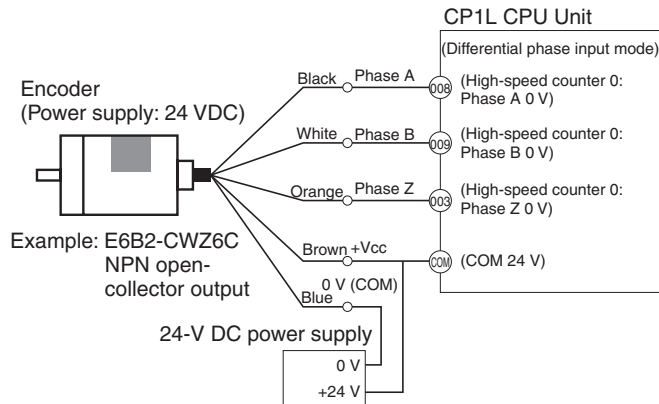 CP1L CPU Unit
(Differential phase input mode)
Encoder
(Power supply: 24 VDC)
Black
Phase A
008
(High-speed counter 0:
Phase A 0 V)
White
Phase B
009
(High-speed counter 0:
Phase B 0 V)
Orange
Phase Z
003
(High-speed counter 0:
Phase Z 0 V)
Example: E6B2-CWZ6C
NPN open-
collector output
Brown
+Vcc
COM
(COM 24 V)
0 V (COM)
Blue
24-V DC power supply
0 V
+24 V